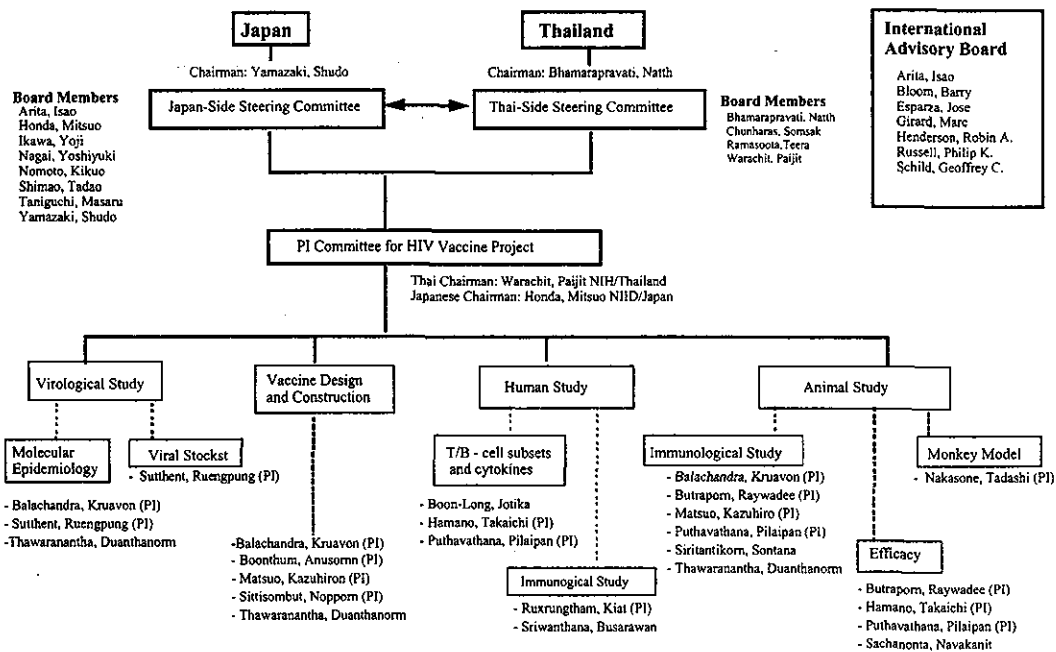 Japan
Chairman: Yamazaki, Shudo
Japan-Side Steering Committee
Board Members
Arita, Isao
Honda, Mitsuo
Ikawa, Yoji
Nagai, Yoshiyuki
Nomoto, Kikuo
Shimao, Tadao
Taniguchi, Masaru
Yamazaki, Shudo
Thailand
Chairman: Bhamarapravati, Natth
Thai-Side Steering Committee
Board Members
Bhamarapravati, Natth
Chunharas, Somsak
Ramasoota, Teera
Warachit, Paijit
International
Advisory Board
Arita, Isao
Bloom, Barry
Esparza, Jose
Girard, Marc
Henderson, Robin A.
Russell, Philip K.
Schild, Geoffrey C.
PI Committee for HIV Vaccine Project
Thai Chairman: Warachit, Paijit NIH/Thailand
Japanese Chairman: Honda, Mitsuo NIID/Japan
Virological Study
Molecular
Epidemiology
- Balachandra, Kruavon (PI)
- Sutthent, Ruengpung (PI)
- Thawaranantha, Duanthanorm
Viral Stockst
- Sutthent, Ruengpung (PI)
Vaccine Design
and Construction
-Balachandra, Kruavon (PI)
- Boonthum, Anusornn (PI)
- Matsuo, Kazuhiron (PI)
- Sittisombut, Nopporn (PI)
- Thawaranantha, Duanthanorm
Human Study
T/B - cell subsets
and cytokines
- Boon-Long, Jotika
- Hamano, Takaichi (PI)
- Puthavathana, Pilaipan (PI)
Immunogical Study
- Ruxrungtham, Kiat (PI)
- Sriwanthana, Busarawan
Animal Study
Immunological Study
- Balachandra, Kruavon (PI)
- Butraporn, Raywadee (PI)
- Matsuo, Kazuhiro (PI)
- Puthavathana, Pilaipan (PI)
- Siritantikorn, Sontana
- Thawaranantha, Duanthanorm
Efficacy
- Butraporn, Raywadee (PI)
- Hamano, Takaichi (PI)
- Puthavathana, Pilaipan (PI)
- Sachanonta, Navakanit
Monkey Model
- Nakasone, Tadashi (PI)